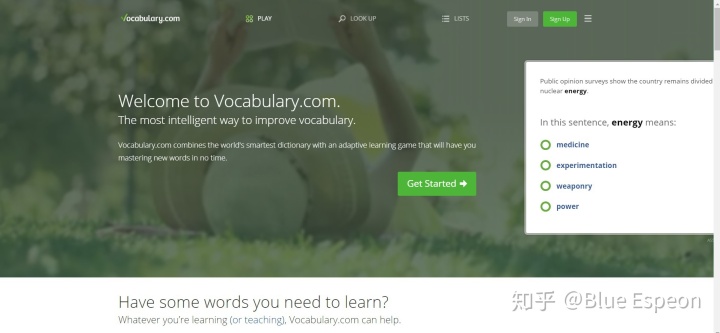 Vocabulary.com
PLAY
LOOK UP
LISTS
Sign In
Sign Up
Welcome to Vocabulary.com.
The most intelligent way to improve vocabulary.
Vocabulary.com combines the world's smartest dictionary with an adaptive learning game that will have you
mastering new words in no time.
Get Started
Public opinion surveys show the country remains divided
nuclear energy.
In this sentence, energy means:
medicine
experimentation
weaponry
power
Have some words you need to learn?
Whatever you're learning (or teaching), Vocabulary.com can help.
知乎 @Blue Espeon